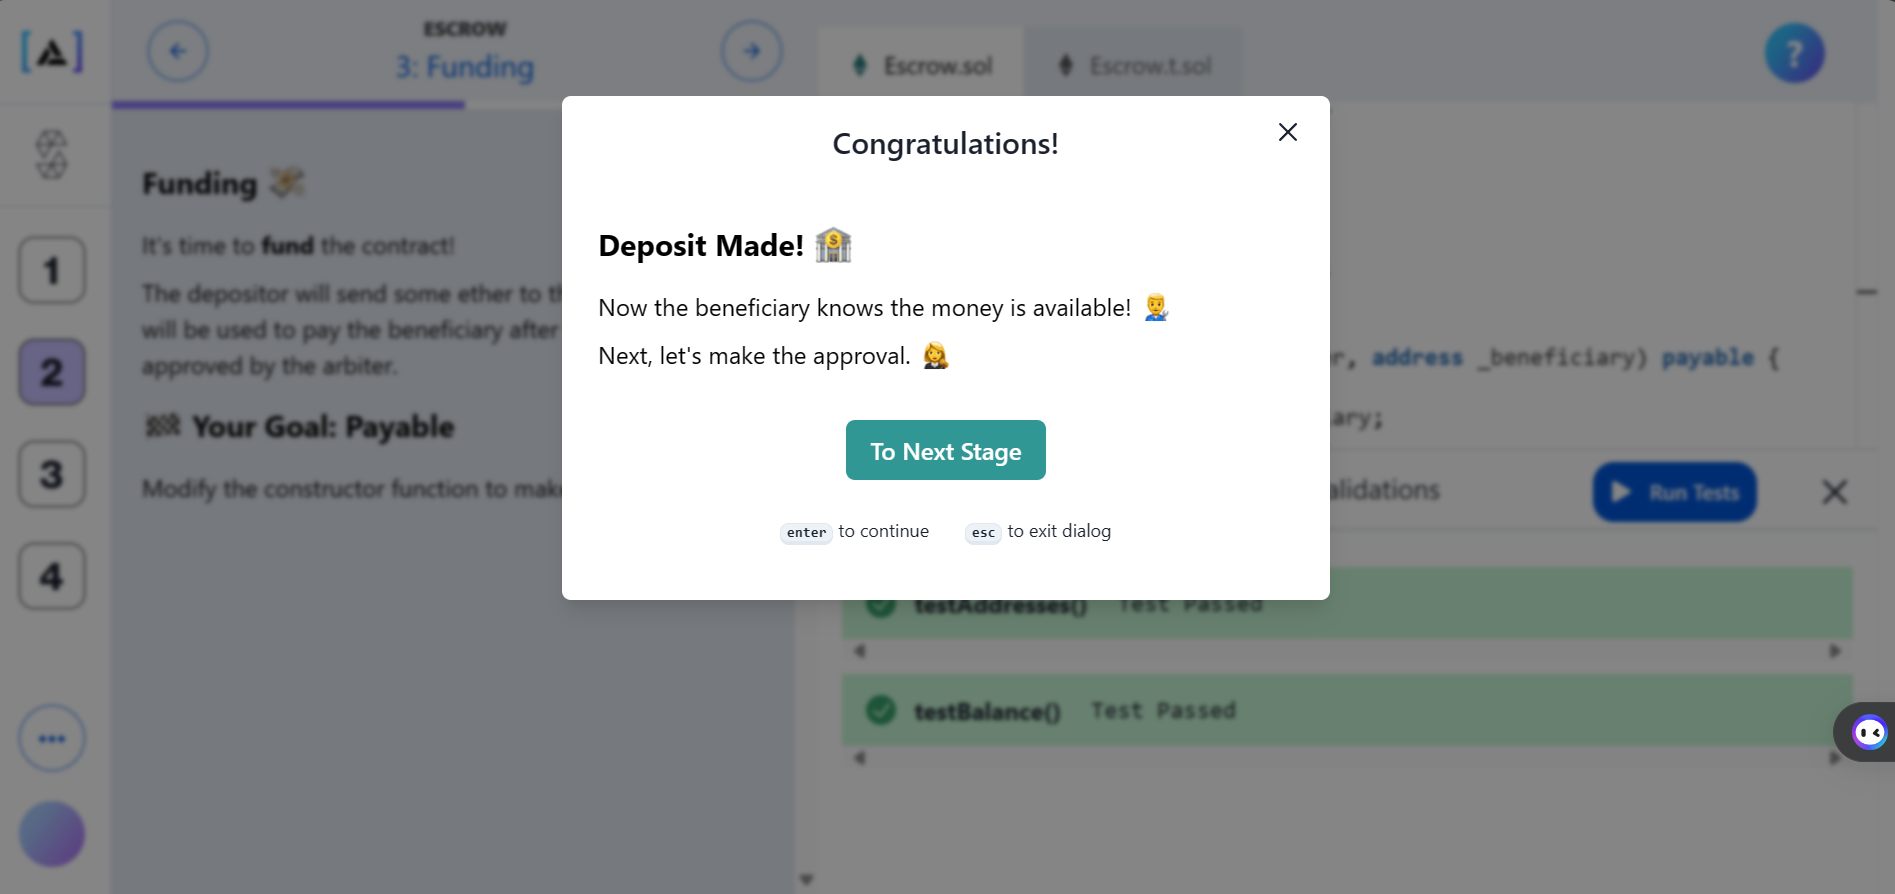 ESCROW
3: Funding
Escrow.sol
Escrow.t.sol
?
1
2
3
4
Funding
It's time to fund the contract!
The depositor will send some ether to
will be used to pay the beneficiary after
approved by the arbiter.
Your Goal: Payable
Modify the constructor function to make
Congratulations!
Deposit Made!
Now the beneficiary knows the money is available!
Next, let's make the approval.
To Next Stage
enter to continue esc to exit dialog
, address _beneficiary) payable {
ary;
alidations
Run Tests
testAddresses() Test Passed
testBalance() Test Passed